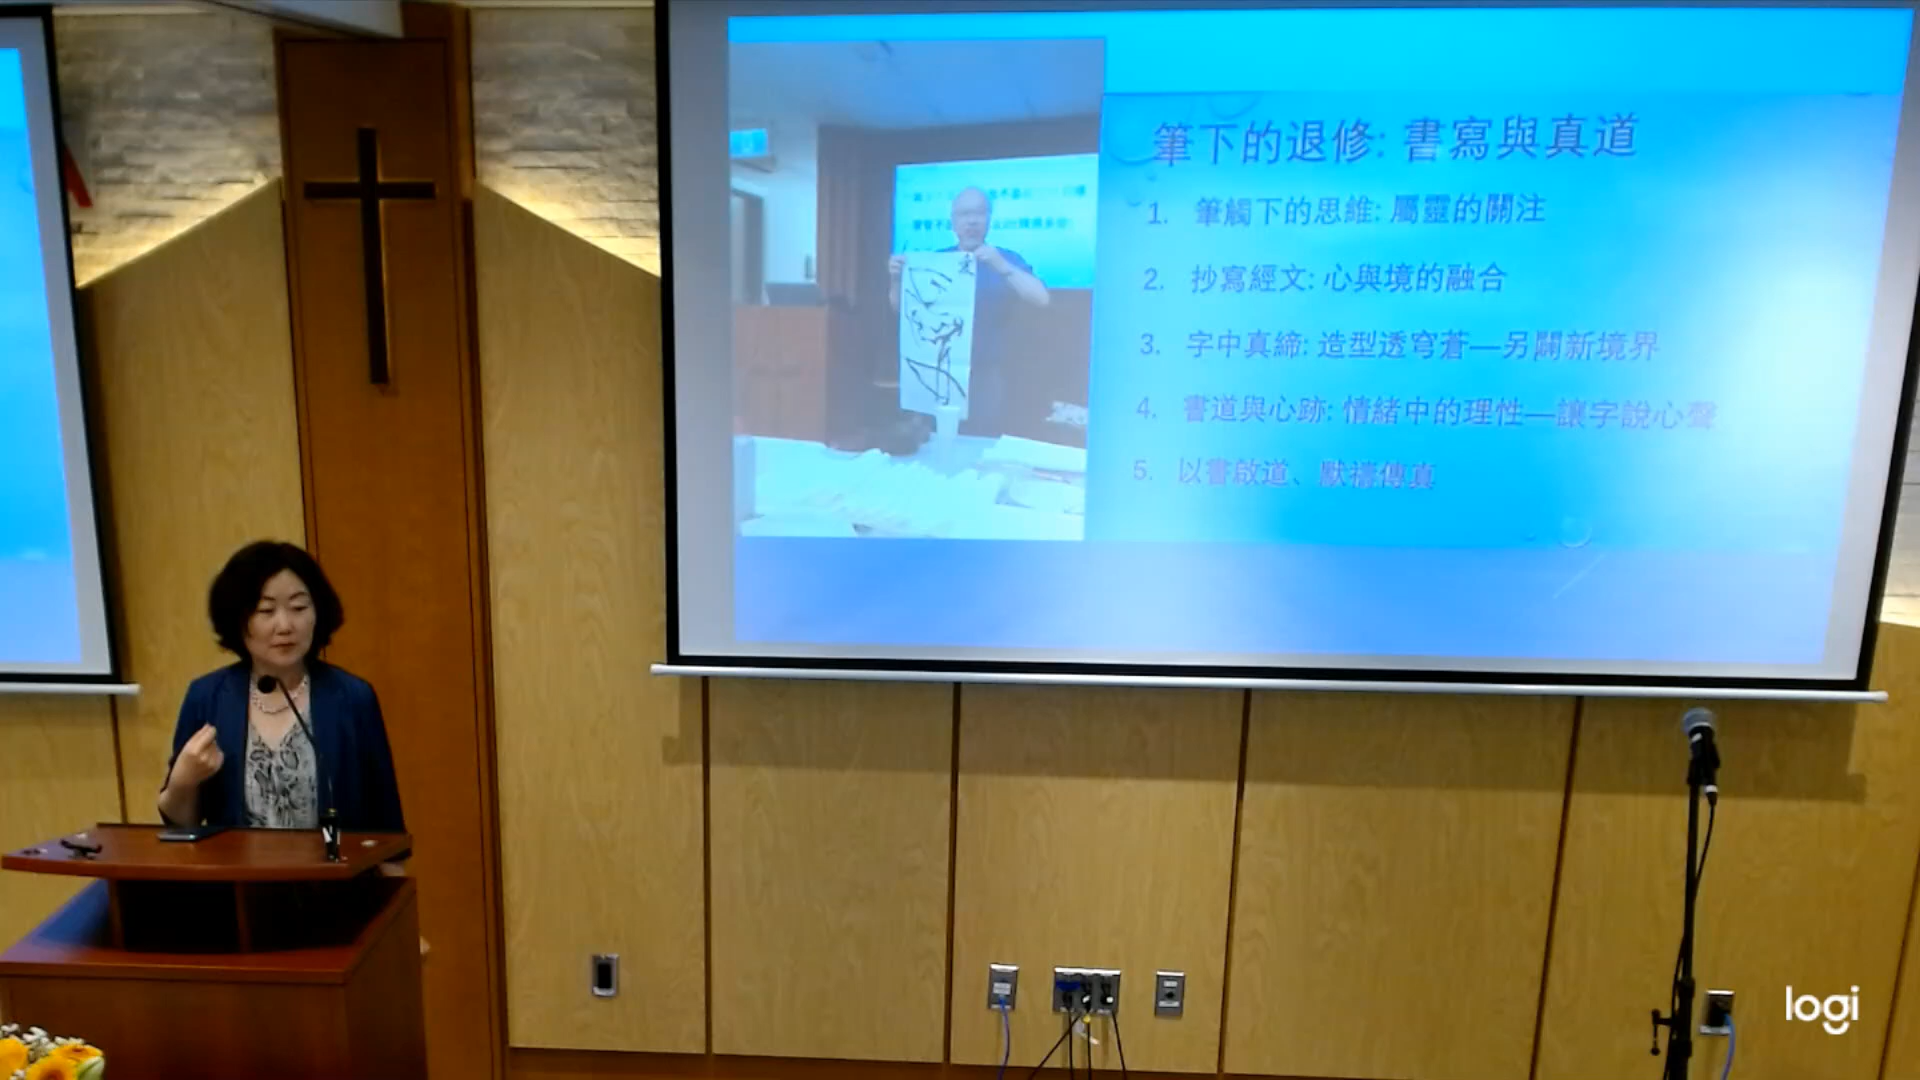 筆下的退修: 書寫與真道
1. 筆觸下的思維: 屬靈的關注
2. 抄寫經文: 心與境的融合
3. 字中真締: 造型透穹蒼—另闢新境界
4. 書道與心跡: 情緒中的理性—讓字說心聲
5. 以書啟道、默禱傳真
logi